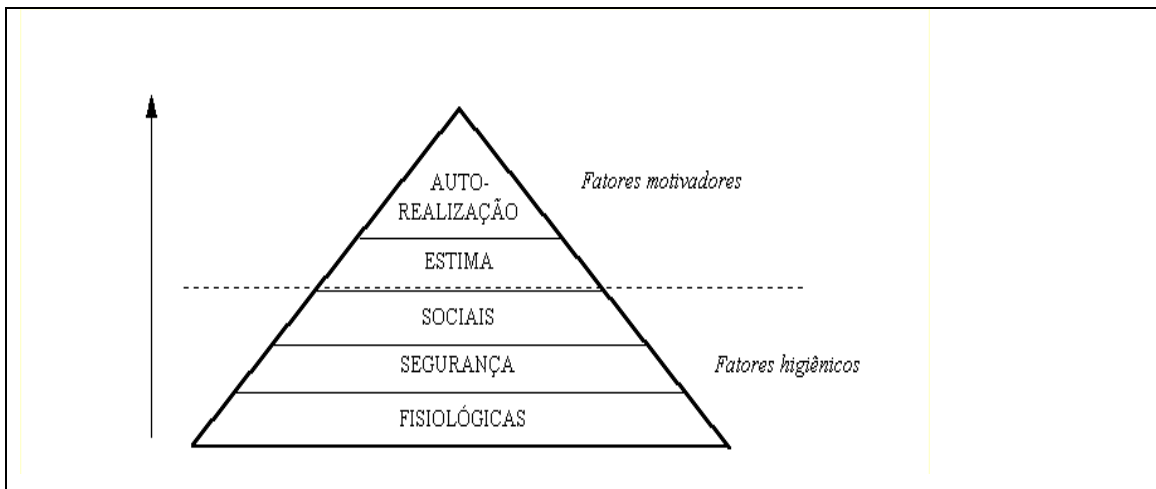 AUTO-
REALIZAÇÃO
Fatores motivadores
ESTIMA
SOCIAIS
SEGURANÇA
Fatores higiênicos
FISIOLÓGICAS